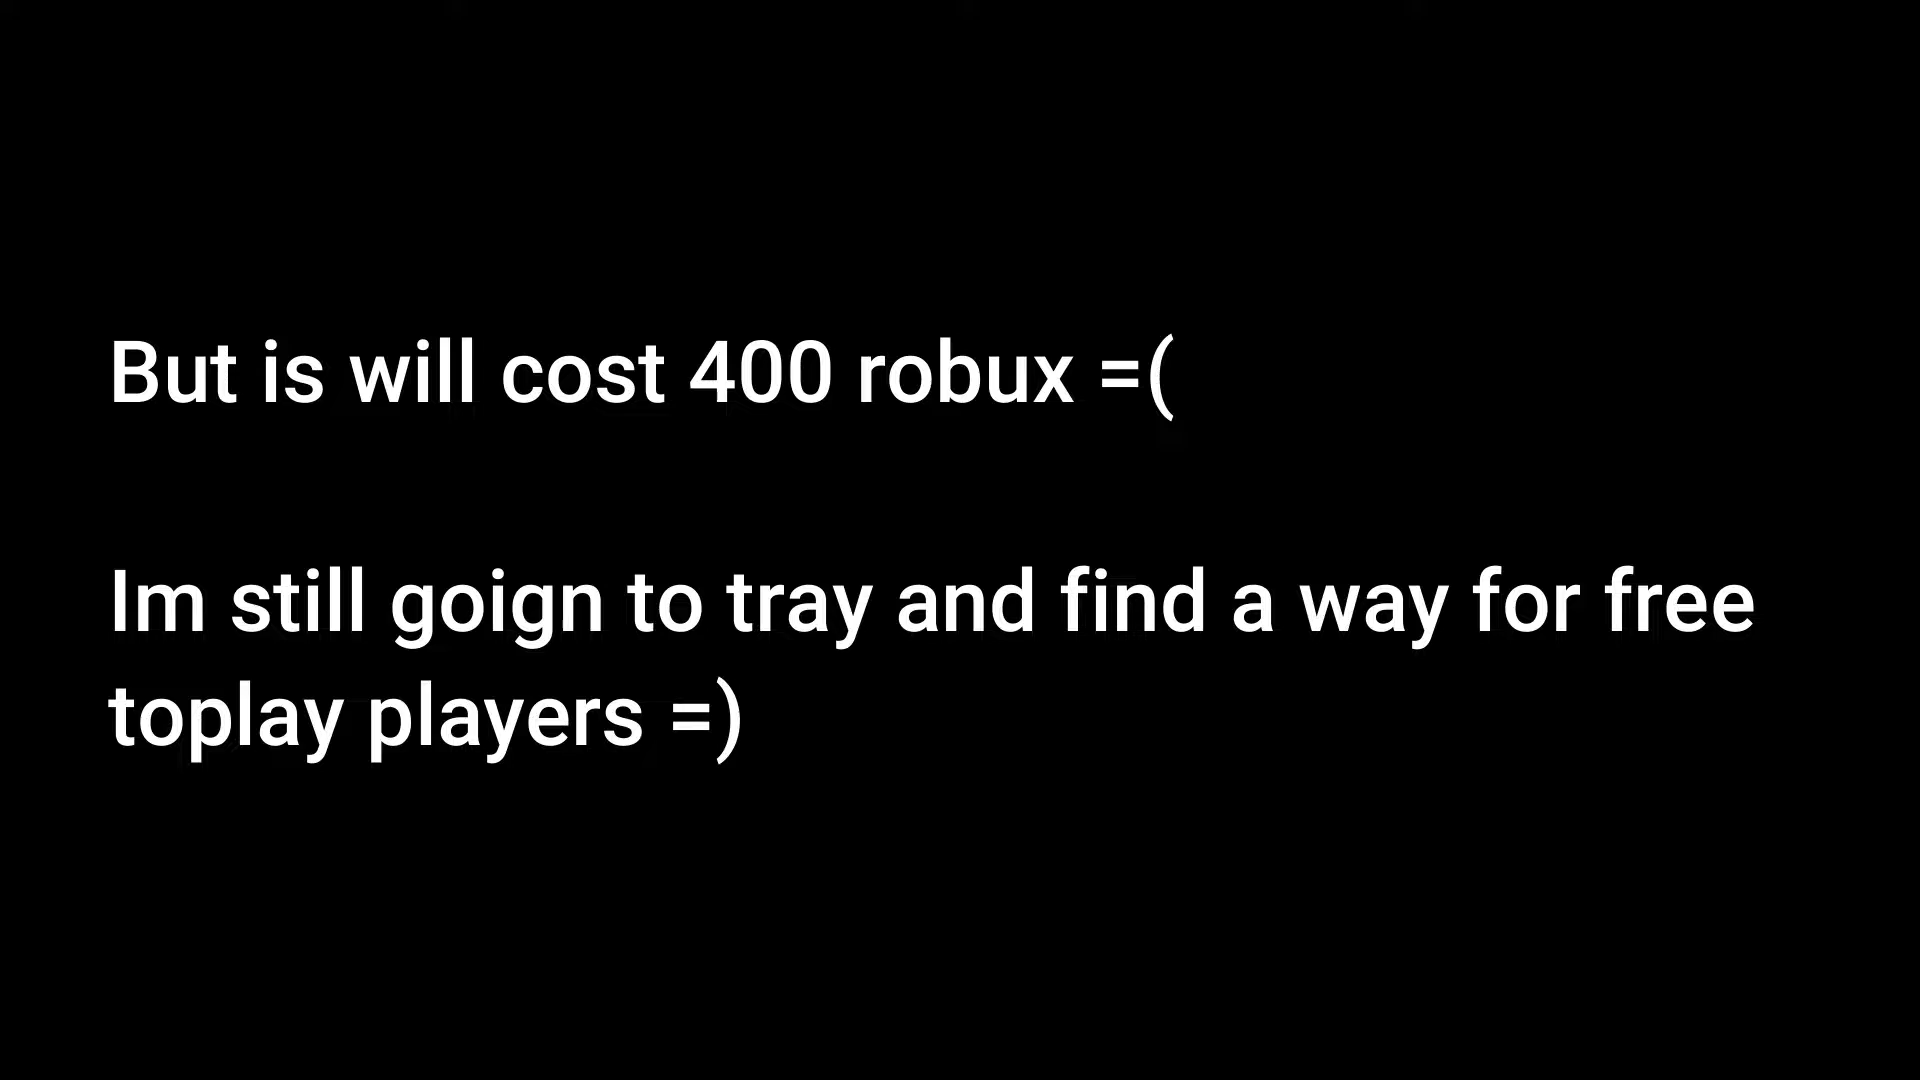 But is will cost 400 robux =(
Im still goign to tray and find a way for free
toplay players =)